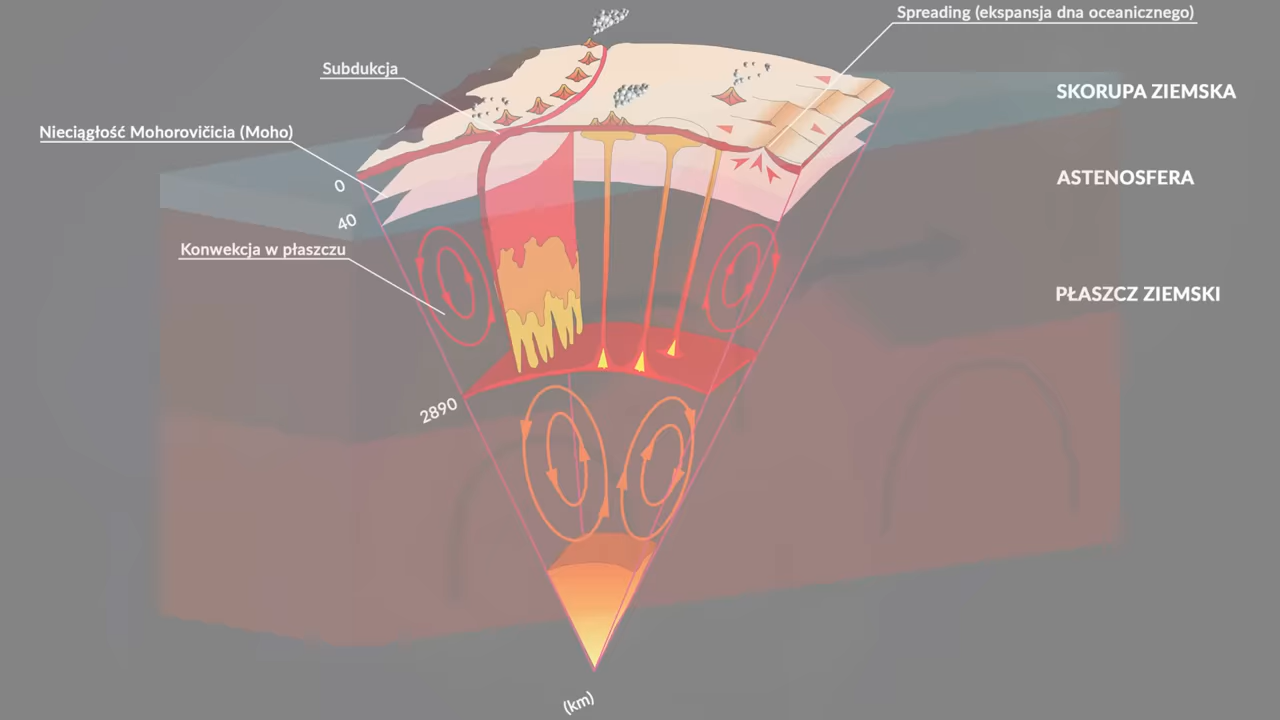 Spreading (ekspansja dna oceanicznego)
Subdukcja
SKORUPA ZIEMSKA
Nieciągłość Mohorovičicia (Moho)
ASTENOSFERA
0
40
Konwekcja w płaszczu
PŁASZCZ ZIEMSKI
2890
(km)